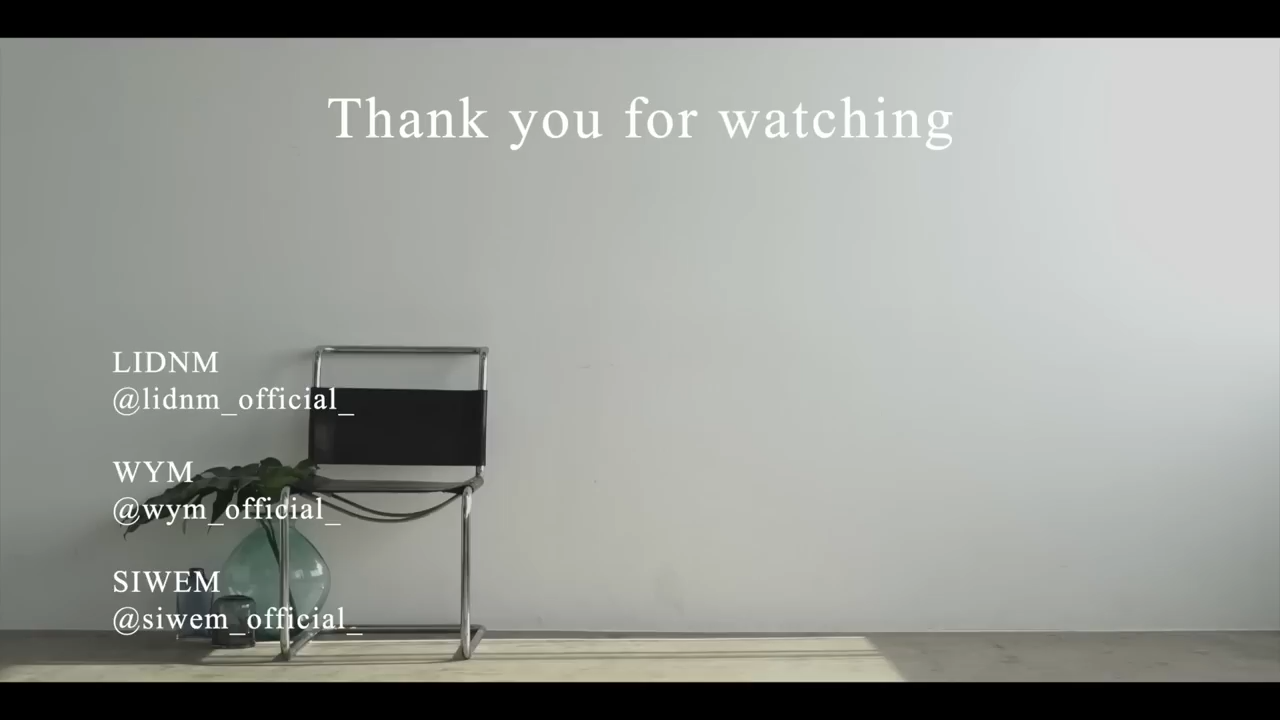 Thank you for watching
LIDNM
@lidnm_official_
WYM
@wym_official_
SIWEM
@siwem_official_